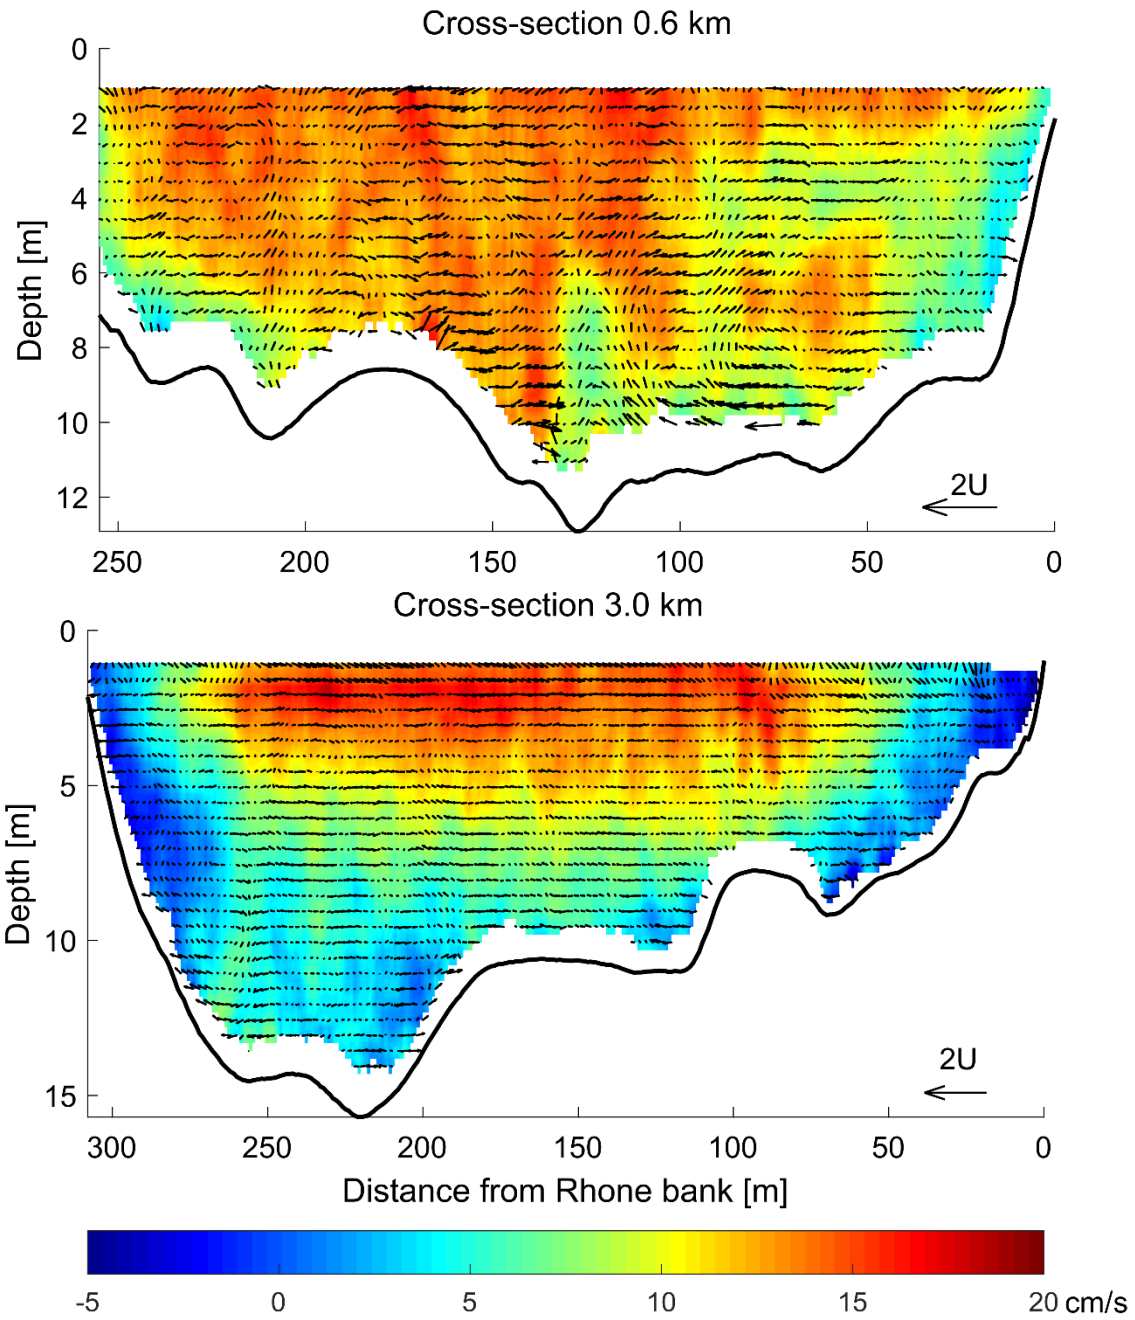 Cross-section 0.6 km
0
2
4
6
8
10
12
Depth [m]
2U
250 200 150 100 50 0
Cross-section 3.0 km
0
5
10
15
Depth [m]
2U
300 250 200 150 100 50 0
Distance from Rhone bank [m]
-5 0 5 10 15 20 cm/s